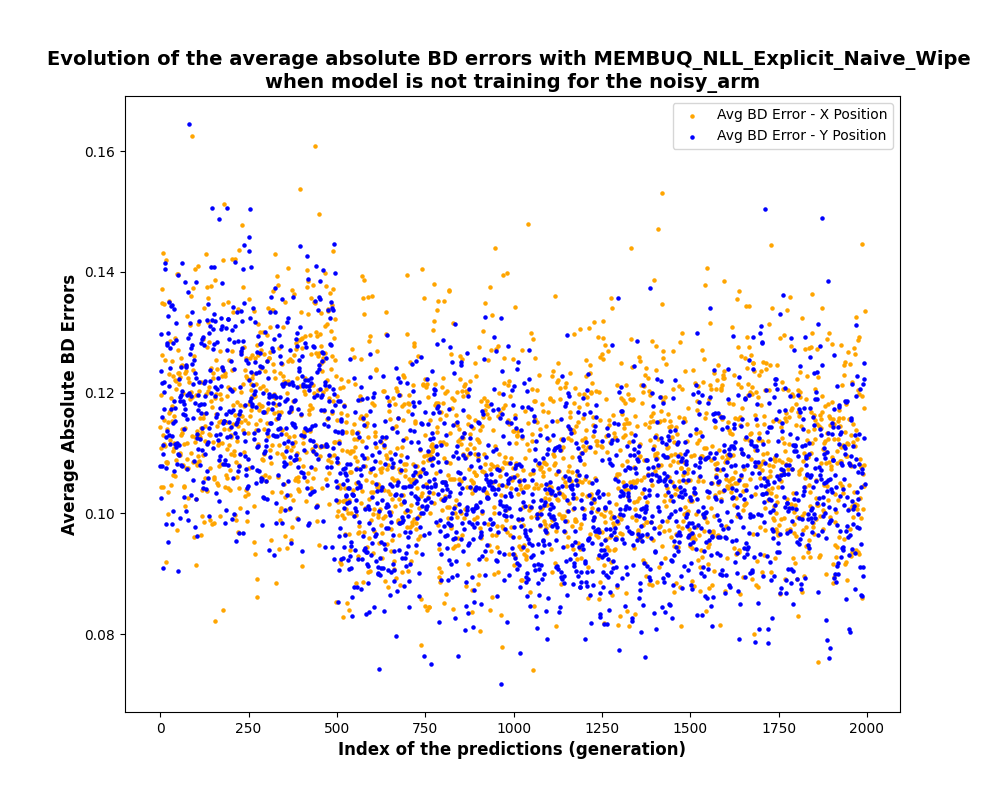 Evolution of the average absolute BD errors with MEMBUQ_NLL_Explicit_Naive_Wipe
when model is not training for the noisy_arm
Avg BD Error - X Position
Avg BD Error - Y Position
0.16
0.14
0.12
0.10
0.08
Average Absolute BD Errors
0 250 500 750 1000 1250 1500 1750 2000
Index of the predictions (generation)